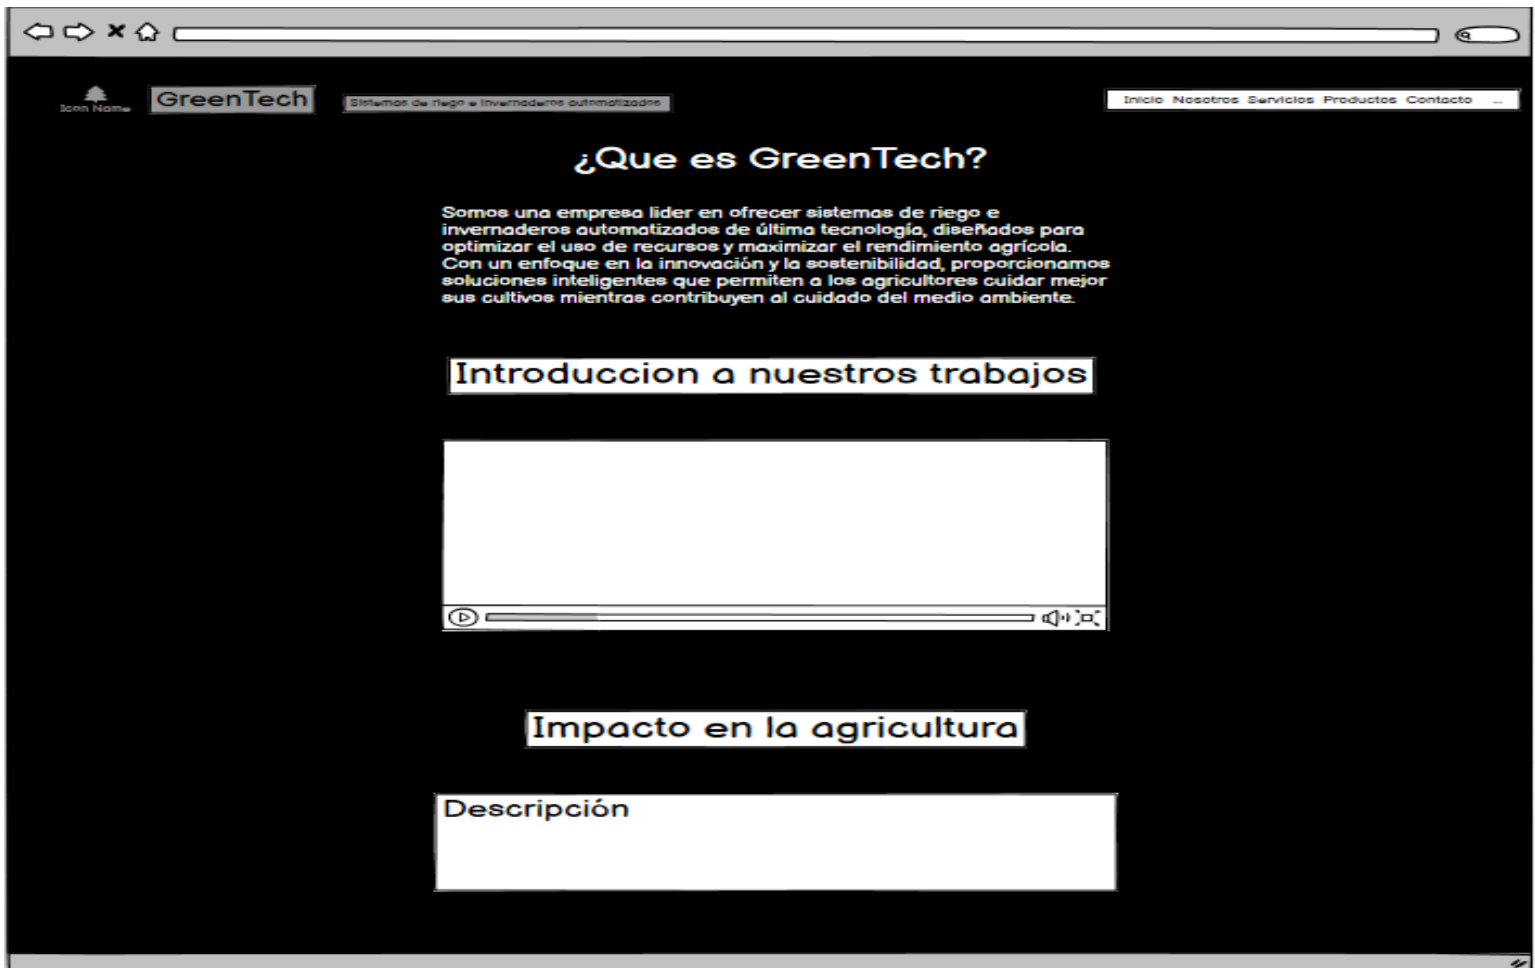 Icon Name
GreenTech
Sistemas de riego e invernaderos automatizados
Inicio Nosotros Servicios Productos Contacto ...
¿Que es GreenTech?
Somos una empresa lider en ofrecer sistemas de riego e
invernaderos automatizados de última tecnología, diseñados para
optimizar el uso de recursos y maximizar el rendimiento agrícola.
Con un enfoque en la innovación y la sostenibilidad, proporcionamos
soluciones inteligentes que permiten a los agricultores cuidar mejor
sus cultivos mientras contribuyen al cuidado del medio ambiente.
Introduccion a nuestros trabajos
Impacto en la agricultura
Descripción